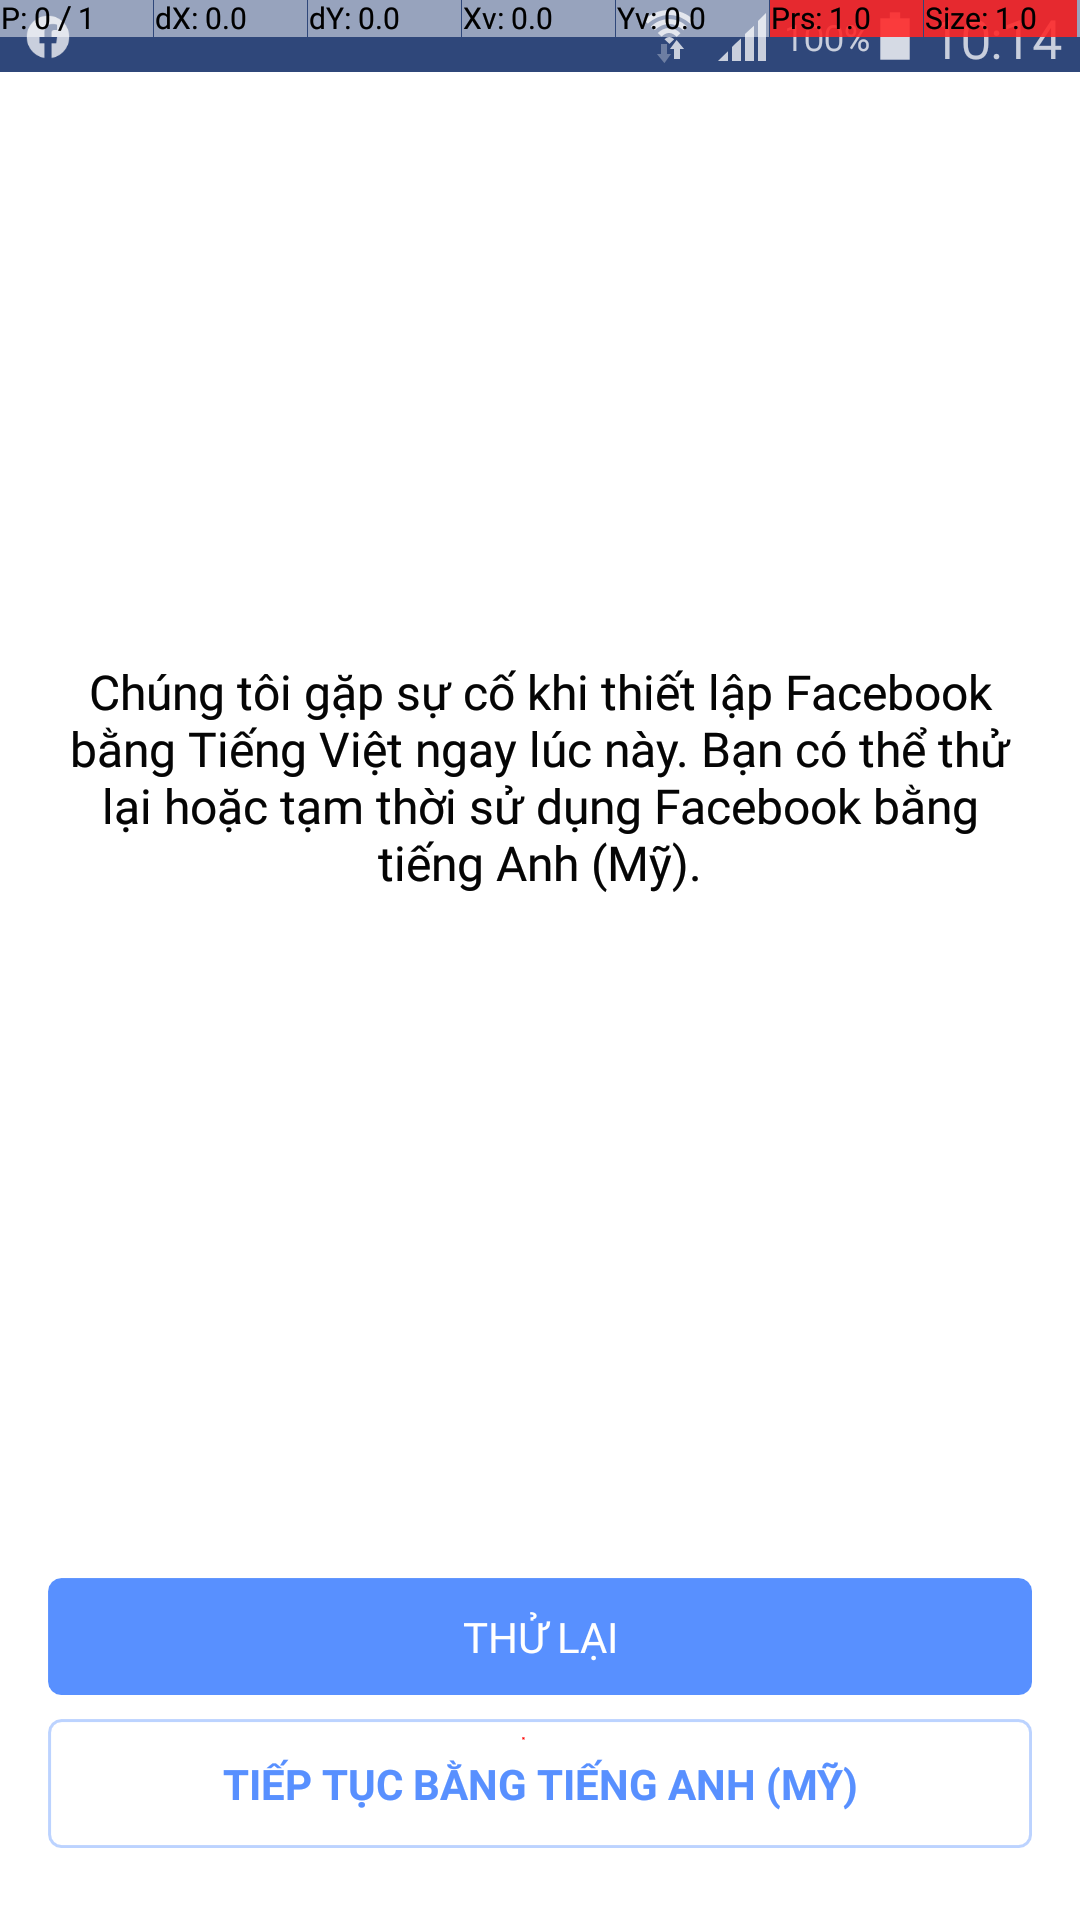 P: 0 / 1 dX: 0.0 dY: 0.0 Xv: 0.0 Yv: 0.0 Prs: 1.0 Size: 1.0
100% 10:14
Chúng tôi gặp sự cố khi thiết lập Facebook
bằng Tiếng Việt ngay lúc này. Bạn có thể thử
lại hoặc tạm thời sử dụng Facebook bằng
tiếng Anh (Mỹ).
THỬ LẠI
TIẾP TỤC BẰNG TIẾNG ANH (MỸ)